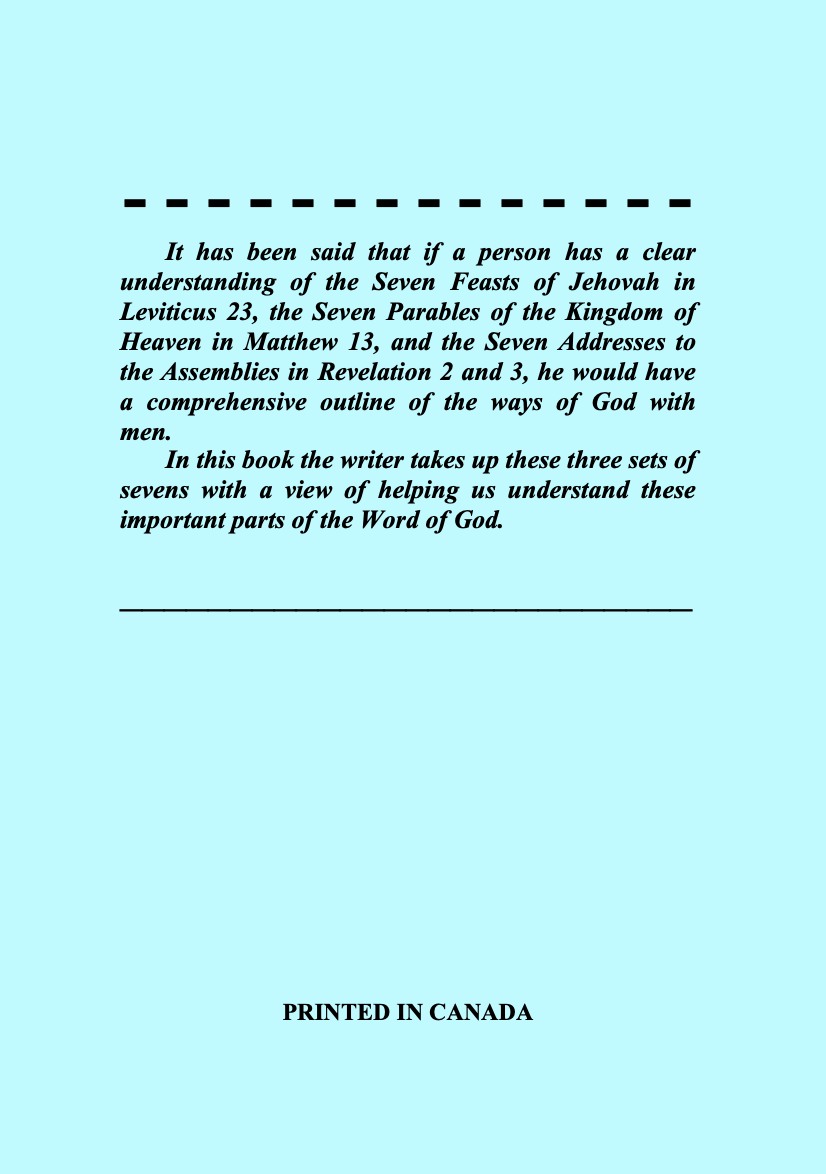 It has been said that if a person has a clear
understanding of the Seven Feasts of Jehovah in
Leviticus 23, the Seven Parables of the Kingdom of
Heaven in Matthew 13, and the Seven Addresses to
the Assemblies in Revelation 2 and 3, he would have
a comprehensive outline of the ways of God with
men.
In this book the writer takes up these three sets of
sevens with a view of helping us understand these
important parts of the Word of God.
PRINTED IN CANADA